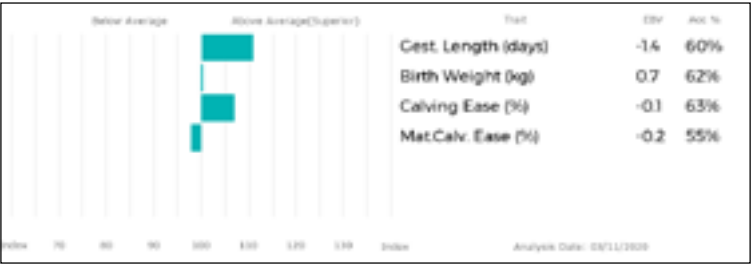 Below Average Above Average(Superior) Trait EBV Acc %
Gest. Length (days) -1.4 60%
Birth Weight (kg) 0.7 62%
Calving Ease (%) -0.1 63%
Mat.Calv. Ease (%) -0.2 55%
Index 70 80 90 100 110 120 130 Index Analysis Date: 03/11/2020